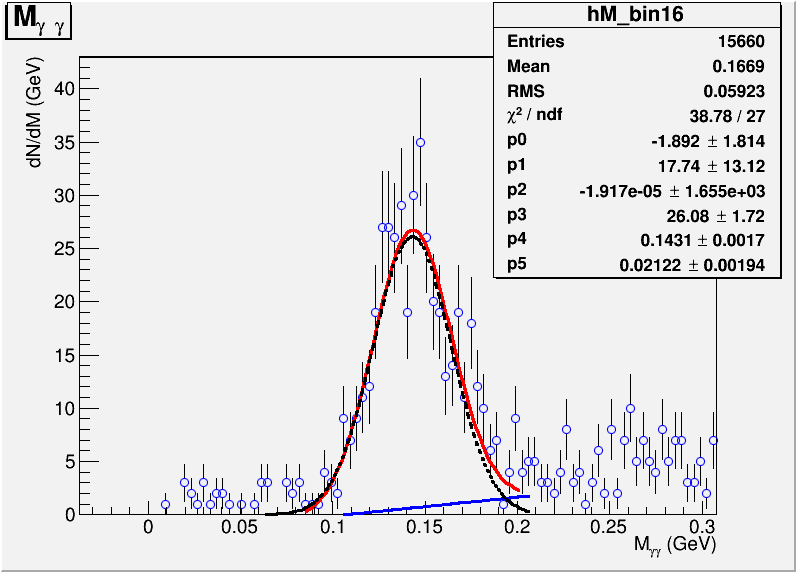 M γ γ
hM_bin16
Entries 15660
Mean 0.1669
RMS 0.05923
χ² / ndf 38.78 / 27
p0 -1.892 ± 1.814
p1 17.74 ± 13.12
p2 -1.917e-05 ± 1.655e+03
p3 26.08 ± 1.72
p4 0.1431 ± 0.0017
p5 0.02122 ± 0.00194
dN/dM (GeV)
40
35
30
25
20
15
10
5
0
0 0.05 0.1 0.15 0.2 0.25 0.3
Mγγ (GeV)